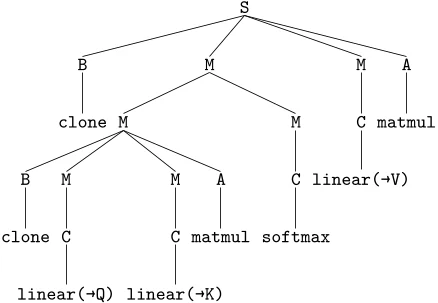 S
B M M A
clone M M C matmul
B M M A C linear(→V)
clone C C matmul softmax
linear(→Q) linear(→K)